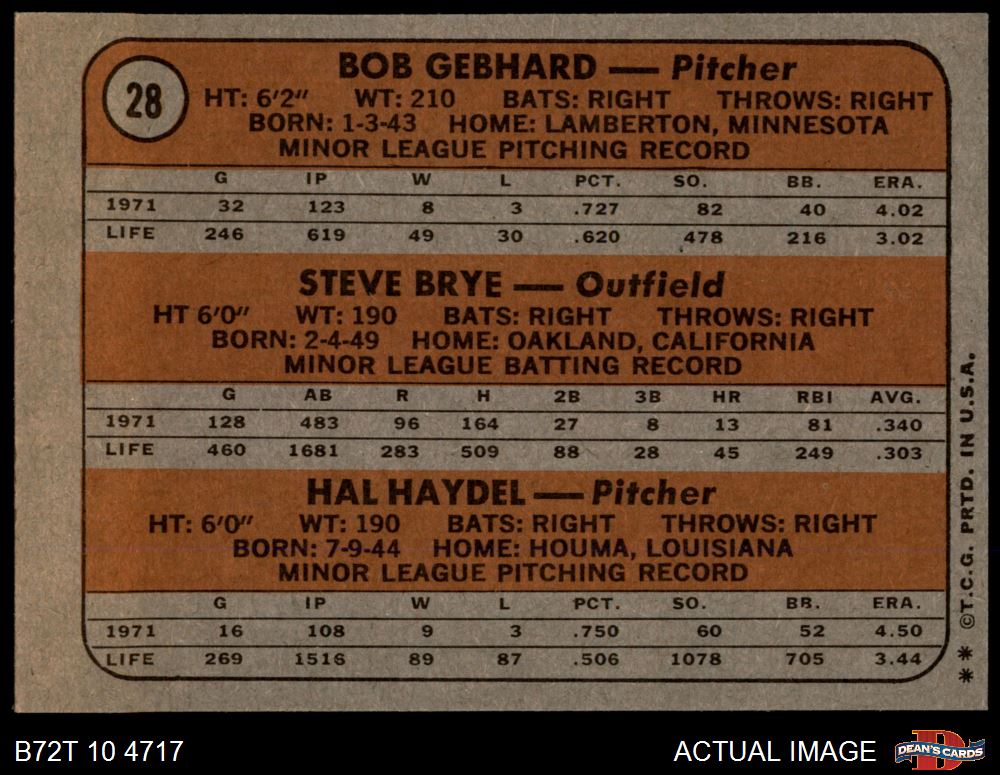 28
BOB GEBHARD — Pitcher
HT: 6'2" WT: 210 BATS: RIGHT THROWS: RIGHT
BORN: 1-3-43 HOME: LAMBERTON, MINNESOTA
MINOR LEAGUE PITCHING RECORD
G IP W L PCT. SO. BB. ERA.
1971 32 123 8 3 .727 82 40 4.02
LIFE 246 619 49 30 .620 478 216 3.02
STEVE BRYE — Outfield
HT 6'0" WT: 190 BATS: RIGHT THROWS: RIGHT
BORN: 2-4-49 HOME: OAKLAND, CALIFORNIA
MINOR LEAGUE BATTING RECORD
G AB R H 2B 3B HR RBI AVG.
1971 128 483 96 164 27 8 13 81 .340
LIFE 460 1681 283 509 88 28 45 249 .303
HAL HAYDEL — Pitcher
HT: 6'0" WT: 190 BATS: RIGHT THROWS: RIGHT
BORN: 7-9-44 HOME: HOUMA, LOUISIANA
MINOR LEAGUE PITCHING RECORD
G IP W L PCT. SO. BB. ERA.
1971 16 108 9 3 .750 60 52 4.50
LIFE 269 1516 89 87 .506 1078 705 3.44
** ©T.C.G. PRTD. IN U.S.A.
B72T 10 4717
ACTUAL IMAGE
D
DEAN'S CARDS